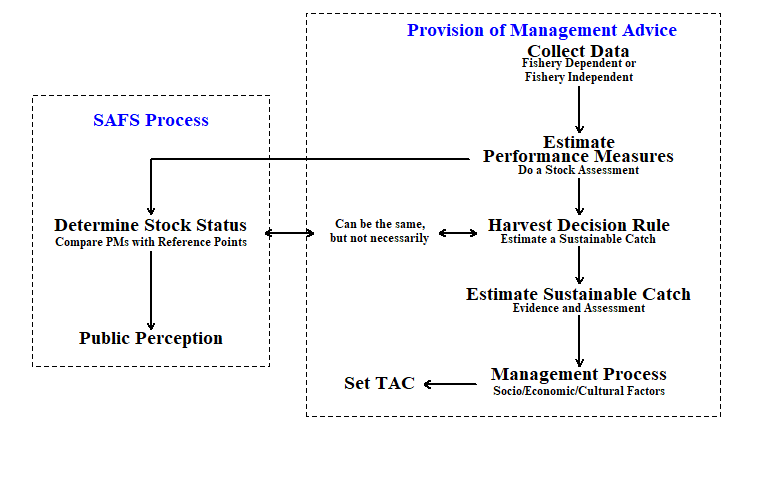 Provision of Management Advice
Collect Data
Fishery Dependent or
Fishery Independent
SAFS Process
Estimate
Performance Measures
Do a Stock Assessment
Determine Stock Status
Compare PMs with Reference Points
Can be the same,
but not necessarily
Harvest Decision Rule
Estimate a Sustainable Catch
Estimate Sustainable Catch
Evidence and Assessment
Public Perception
Management Process
Socio/Economic/Cultural Factors
Set TAC